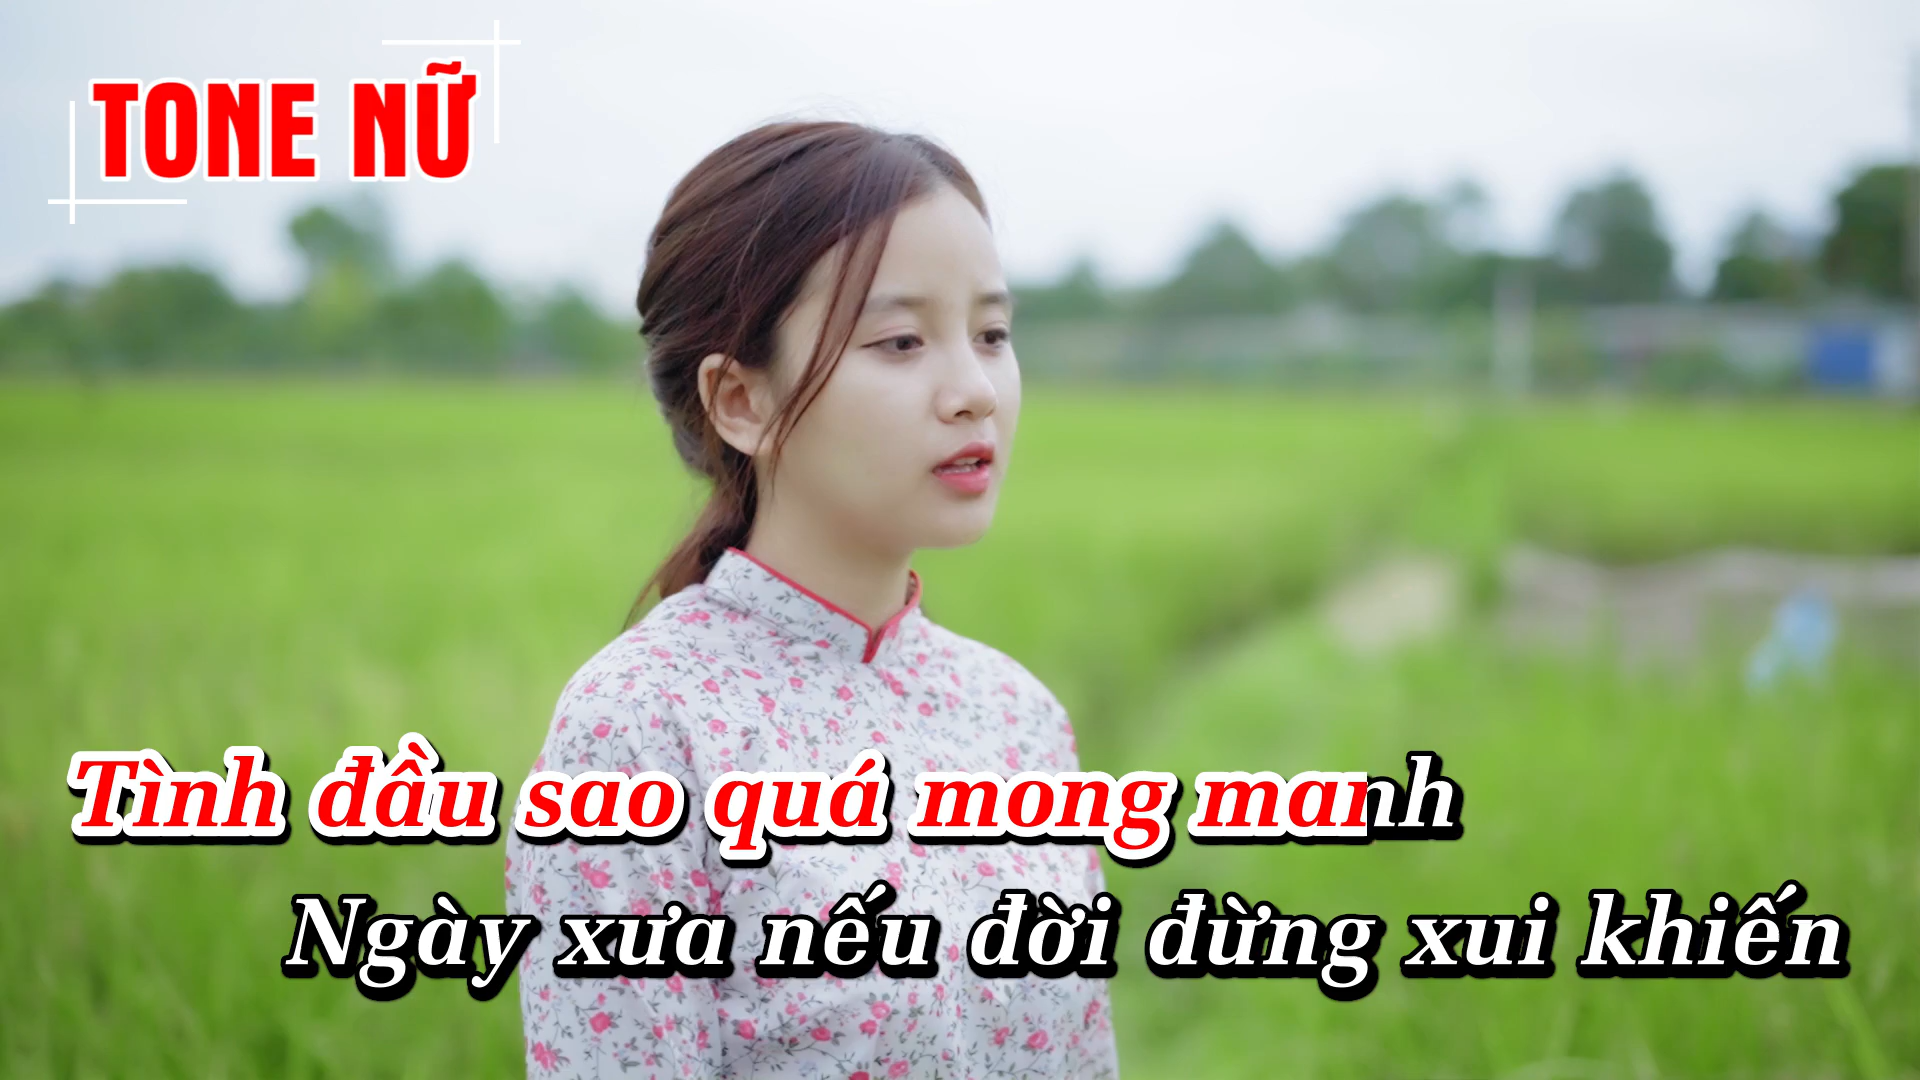 TONE NỮ
Tình đầu sao quá mong manh
Ngày xưa nếu đời đừng xui khiến